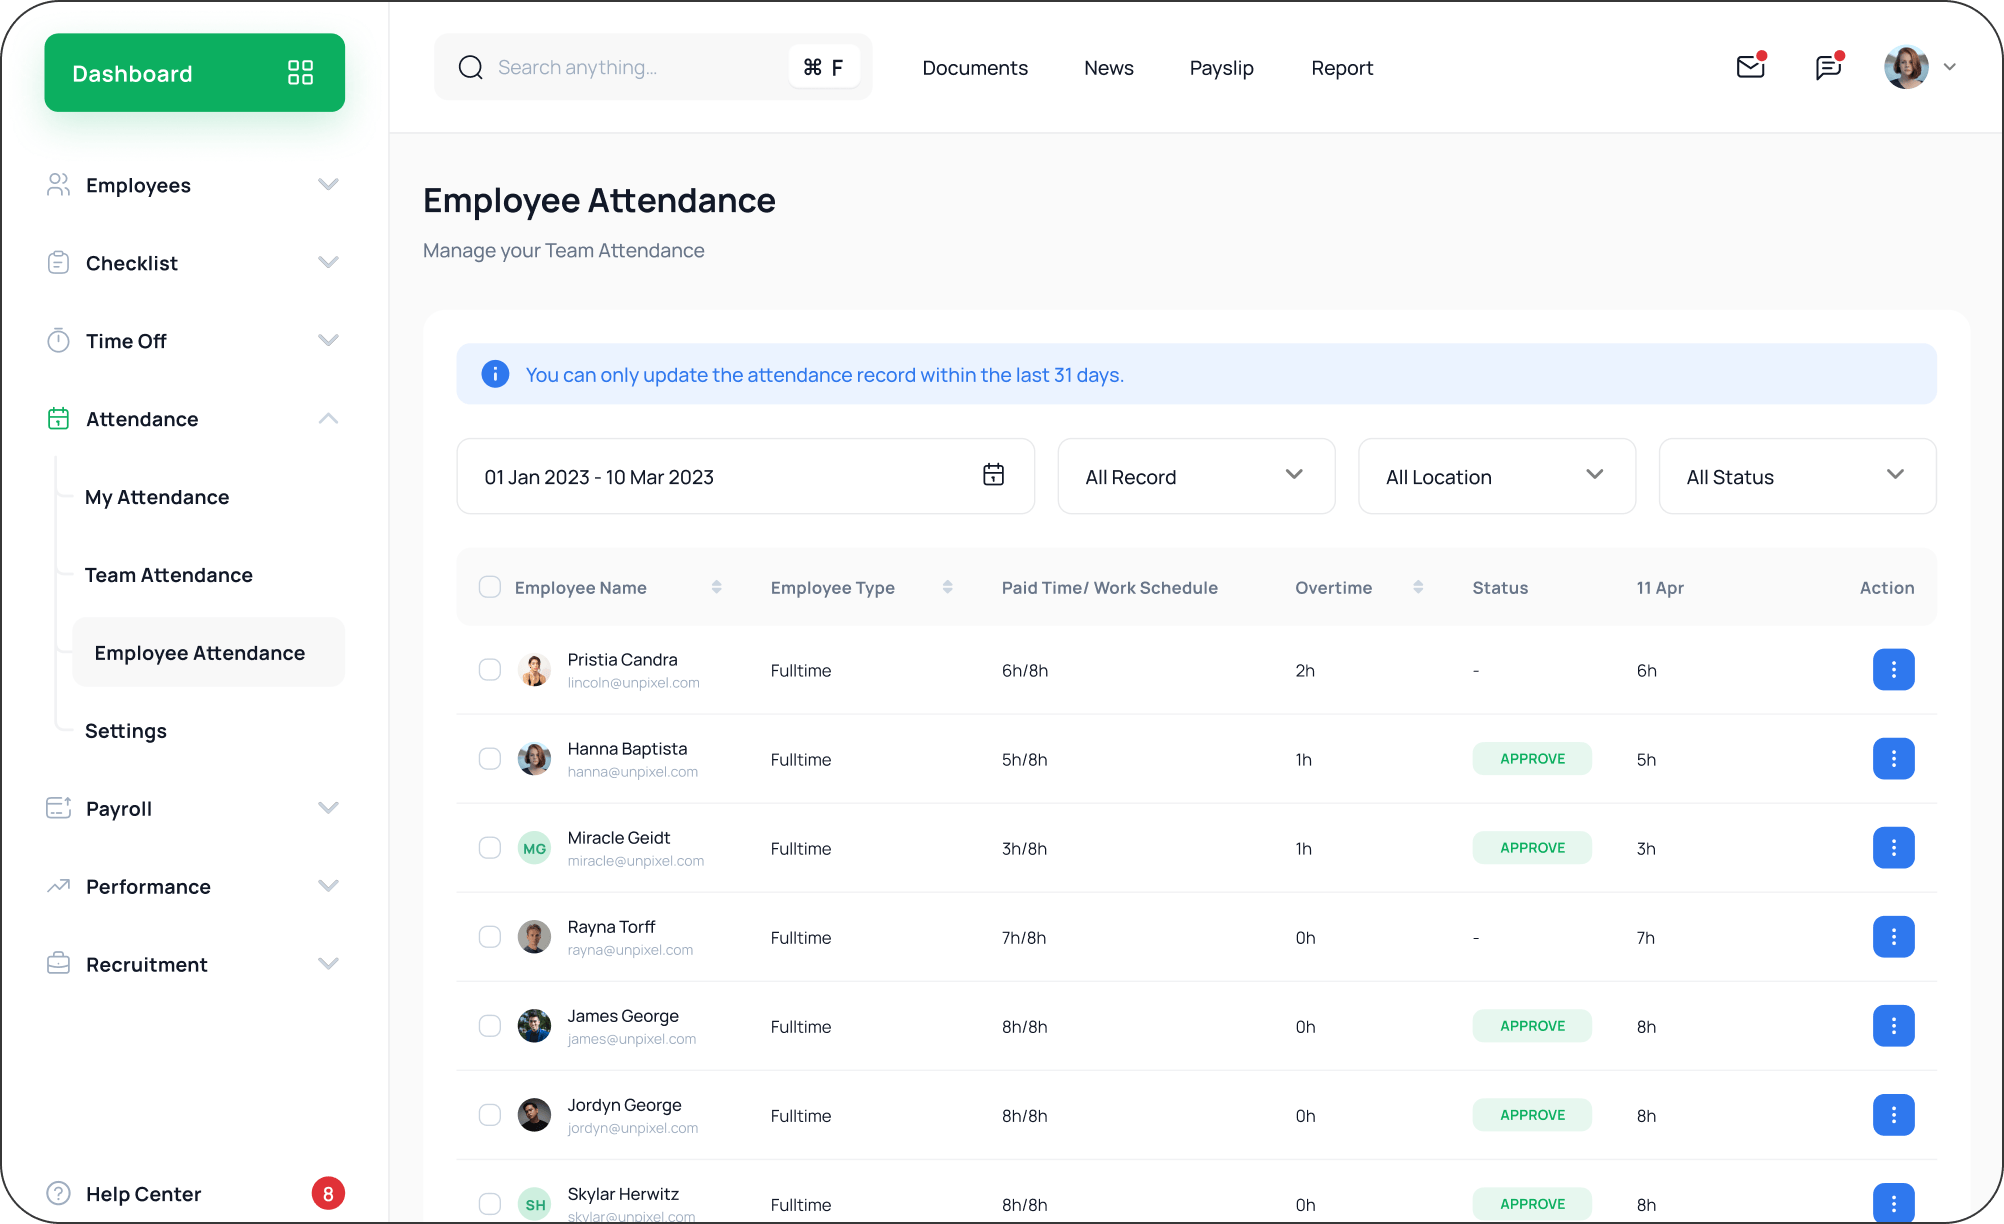 Dashboard
Employees
Checklist
Time Off
Attendance
My Attendance
Team Attendance
Employee Attendance
Settings
Payroll
Performance
Recruitment
Help Center 8
Search anything... ⌘ F
Documents News Payslip Report
Employee Attendance
Manage your Team Attendance
You can only update the attendance record within the last 31 days.
01 Jan 2023 - 10 Mar 2023 All Record All Location All Status
Employee Name Employee Type Paid Time/ Work Schedule Overtime Status 11 Apr Action
Pristia Candra
lincoln@unpixel.com
Fulltime 6h/8h 2h - 6h
Hanna Baptista
hanna@unpixel.com
Fulltime 5h/8h 1h APPROVE 5h
MG
Miracle Geidt
miracle@unpixel.com
Fulltime 3h/8h 1h APPROVE 3h
Rayna Torff
rayna@unpixel.com
Fulltime 7h/8h 0h - 7h
James George
james@unpixel.com
Fulltime 8h/8h 0h APPROVE 8h
Jordyn George
jordyn@unpixel.com
Fulltime 8h/8h 0h APPROVE 8h
SH
Skylar Herwitz
skylar@unpixel.com
Fulltime 8h/8h 0h APPROVE 8h